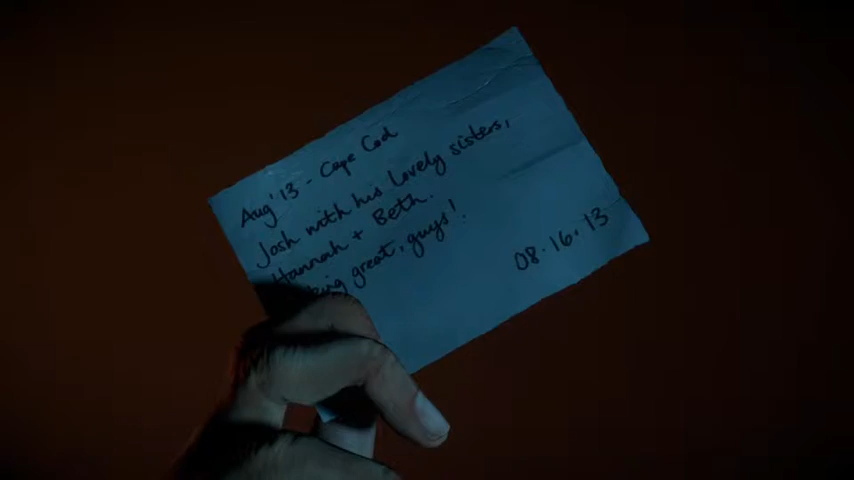 Aug '13 - Cape Cod
Josh with his lovely sisters,
Hannah + Beth.
great, guys!
08.16.13